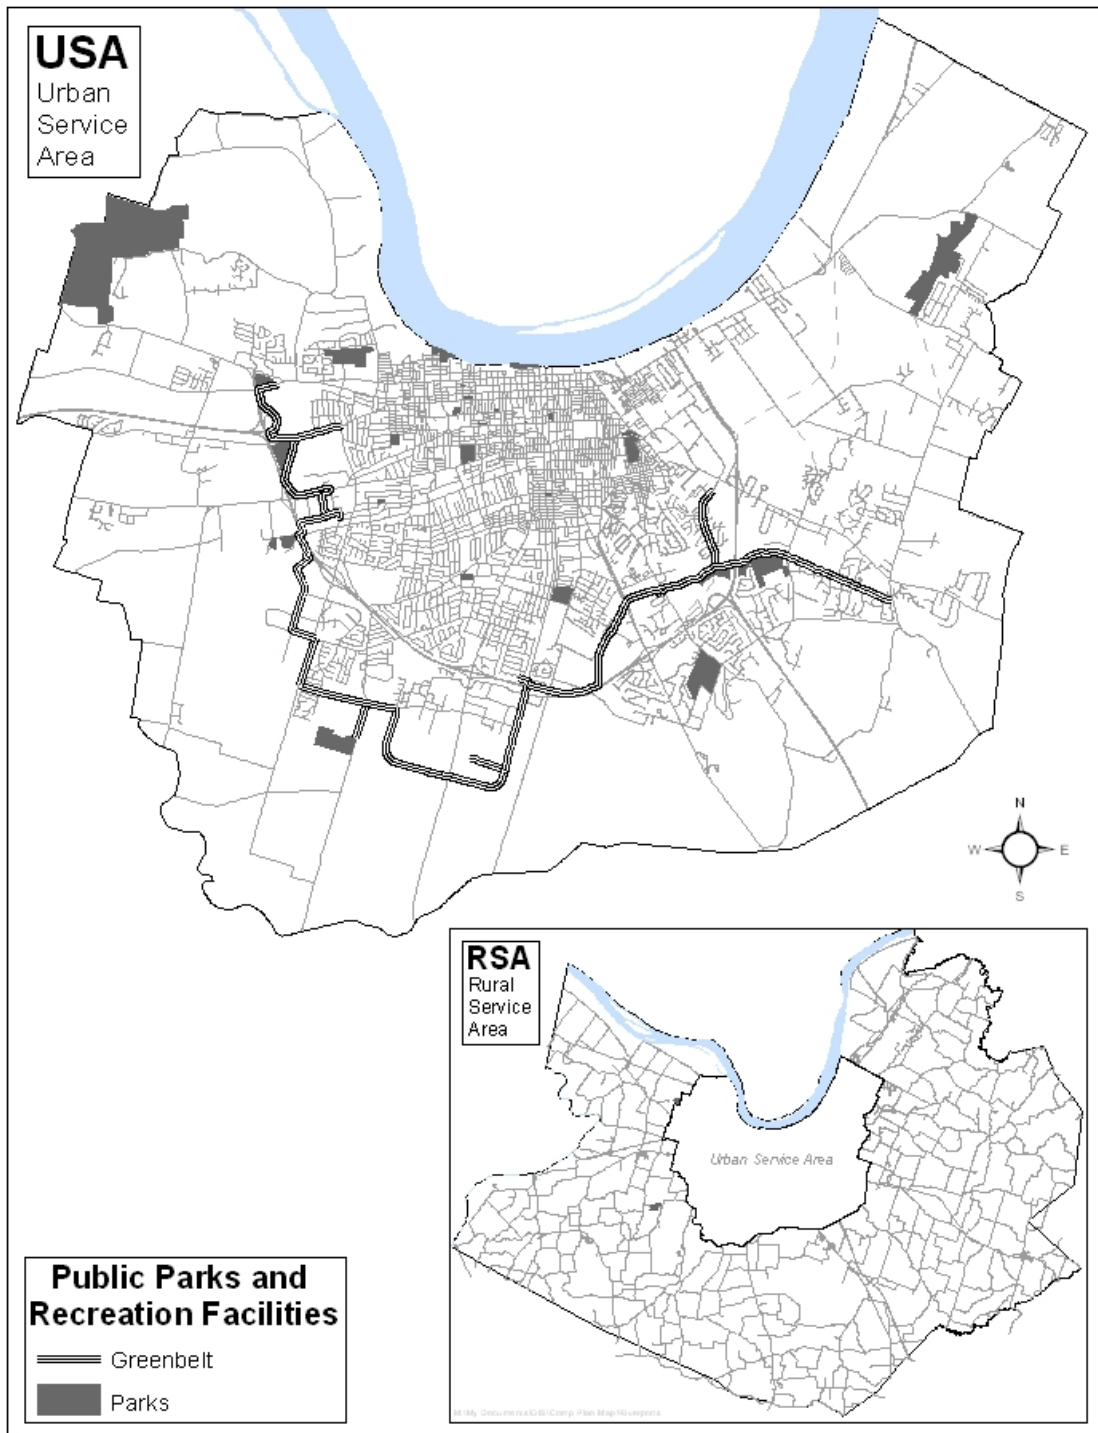 USA
Urban
Service
Area
N
W E
S
RSA
Rural
Service
Area
Urban Service Area
Public Parks and
Recreation Facilities
Greenbelt
Parks